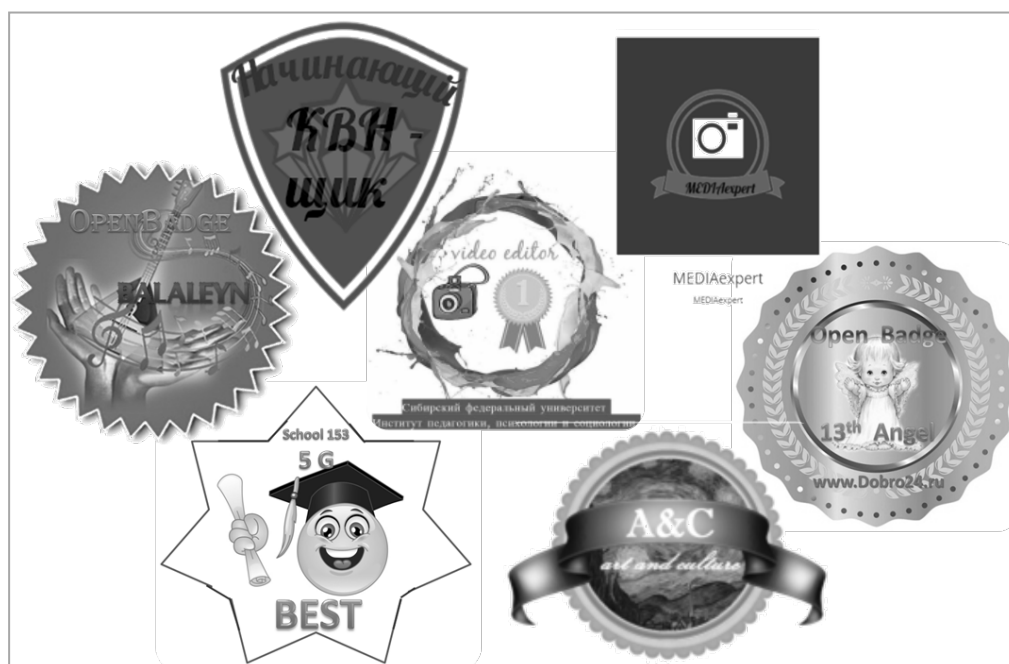 Начинающий
КВН -
щик
MEDIAexpert
MEDIAexpert
MEDIAexpert
OPENBADGE
BALALEYN
video editor
1
Сибирский федеральный университет
Институт педагогики, психологии и социологии
Open Badge
13th Angel
www.Dobro24.ru
School 153
5 G
BEST
A&C
art and culture